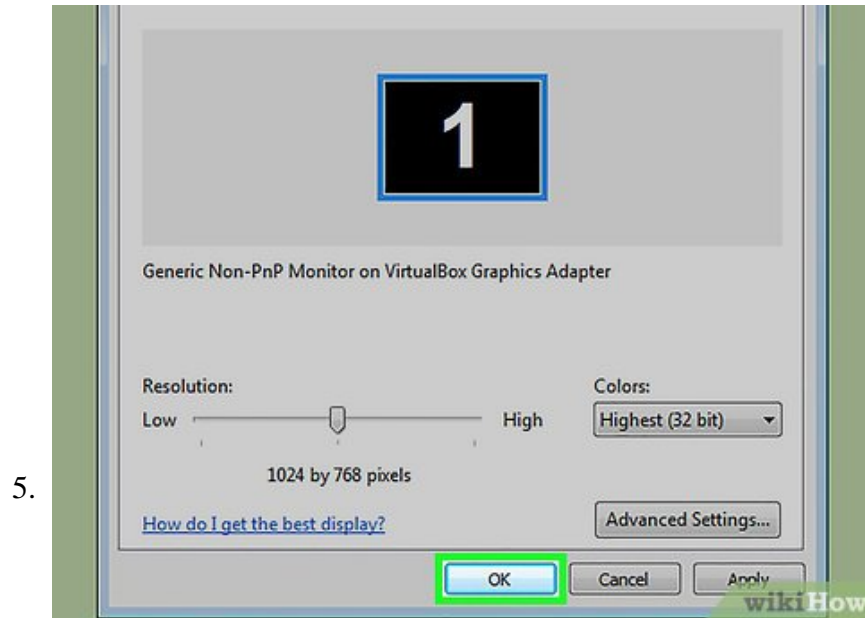 1
Generic Non-PnP Monitor on VirtualBox Graphics Adapter
Resolution:
Colors:
Low
High
Highest (32 bit)
1024 by 768 pixels
5.
How do I get the best display?
Advanced Settings...
OK
Cancel
Apply
wikiHow